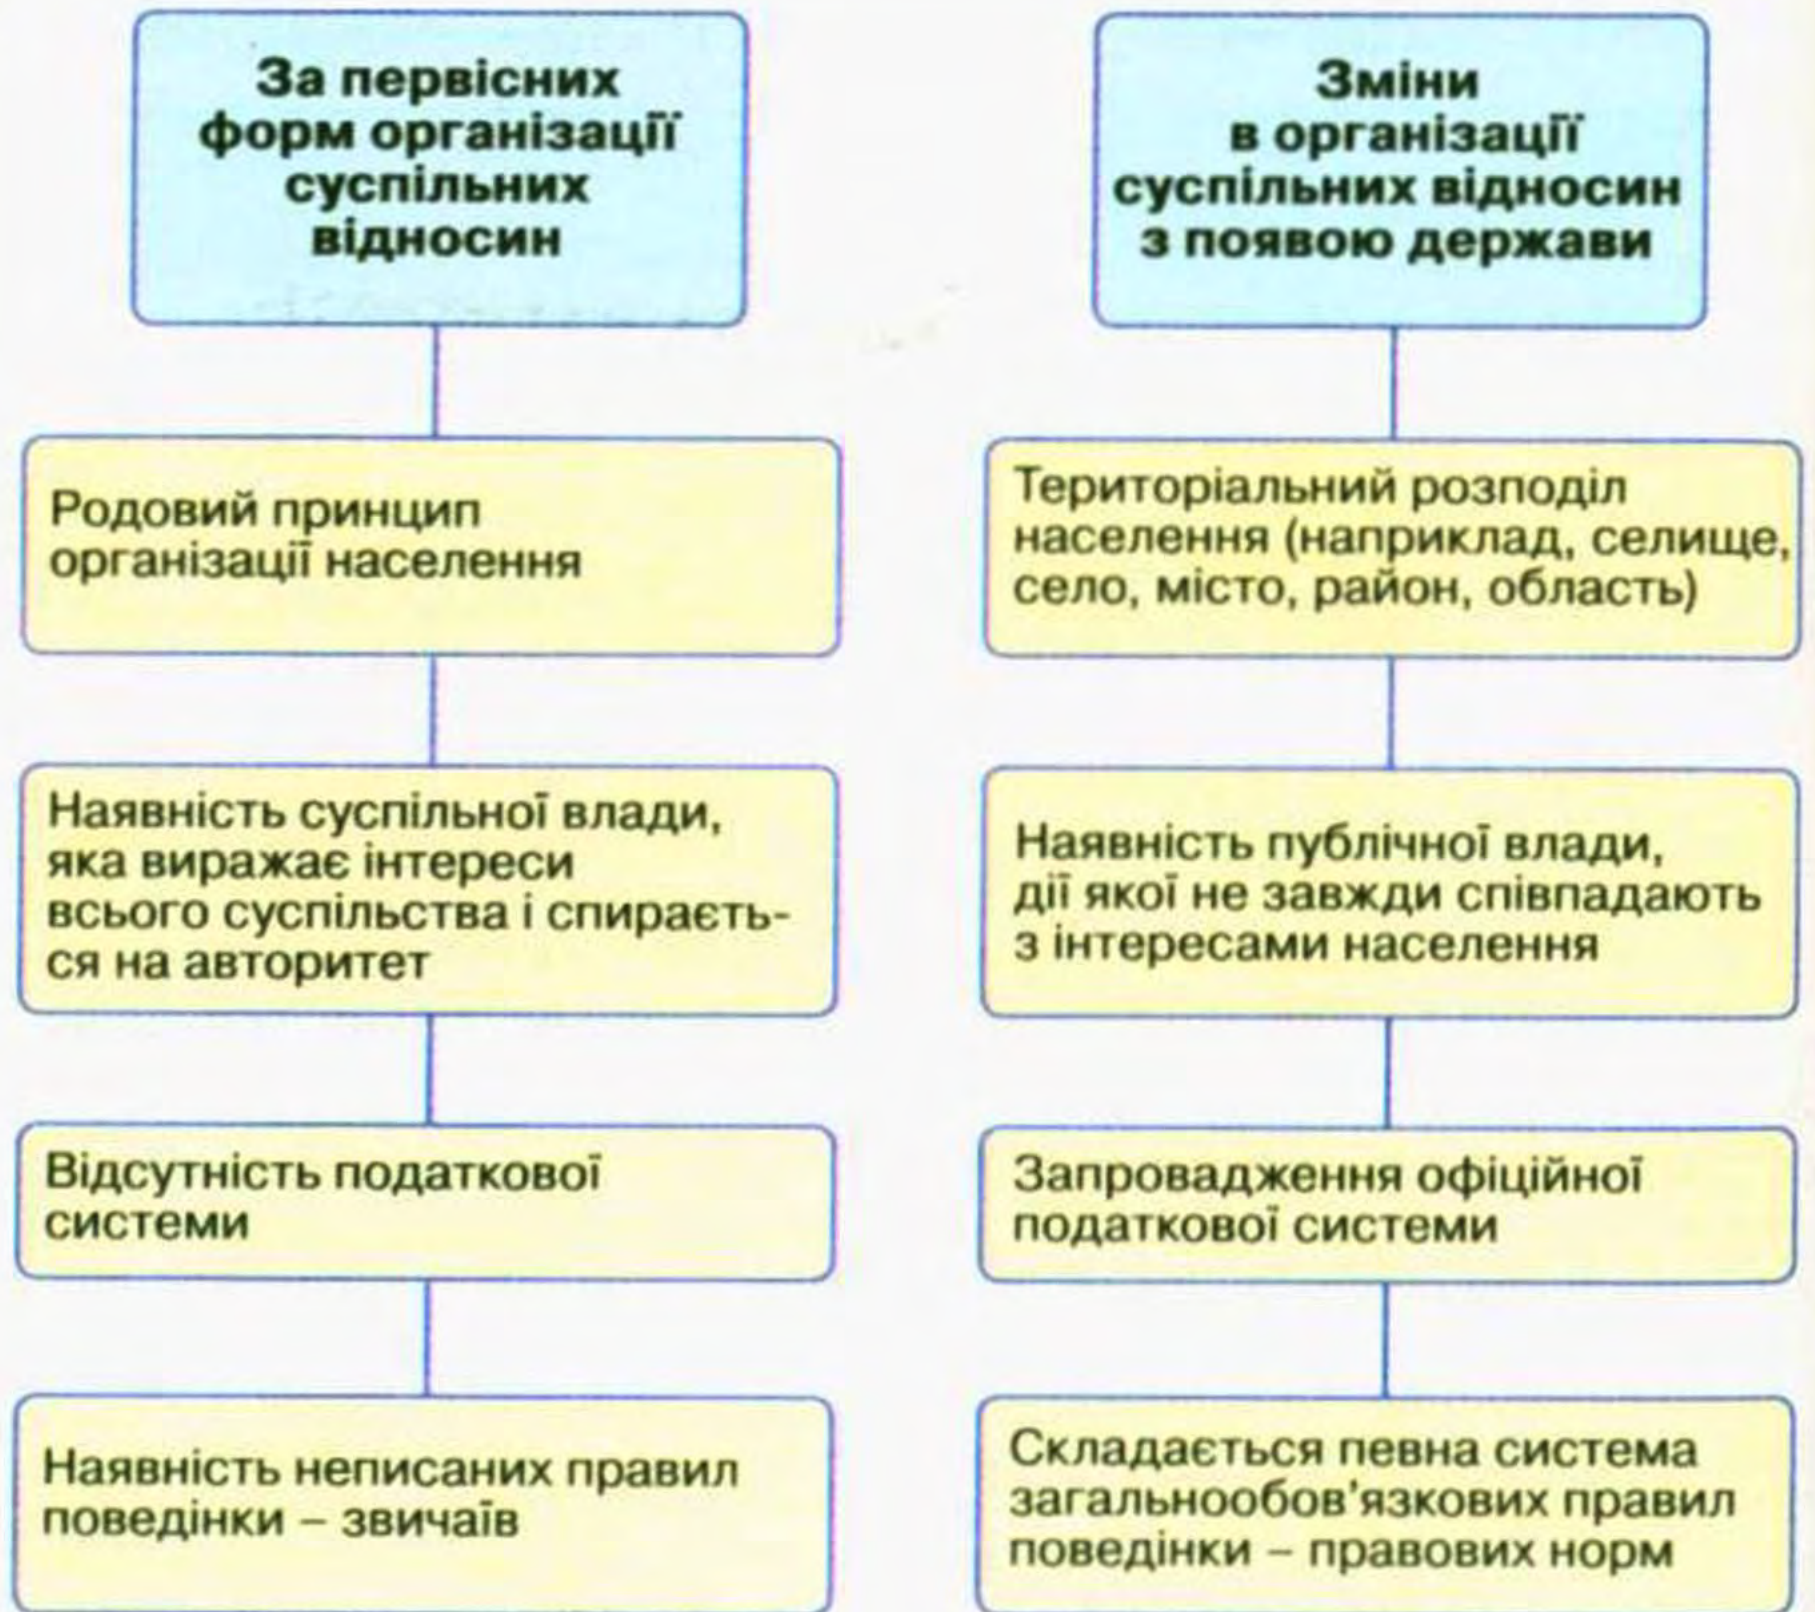 За первісних
форм організації
суспільних
відносин
Родовий принцип
організації населення
Наявність суспільної влади,
яка виражає інтереси
всього суспільства і спираєть-
ся на авторитет
Відсутність податкової
системи
Наявність неписаних правил
поведінки – звичаїв
Зміни
в організації
суспільних відносин
з появою держави
Територіальний розподіл
населення (наприклад, селище,
село, місто, район, область)
Наявність публічної влади,
дії якої не завжди співпадають
з інтересами населення
Запровадження офіційної
податкової системи
Складається певна система
загальнообов’язкових правил
поведінки – правових норм